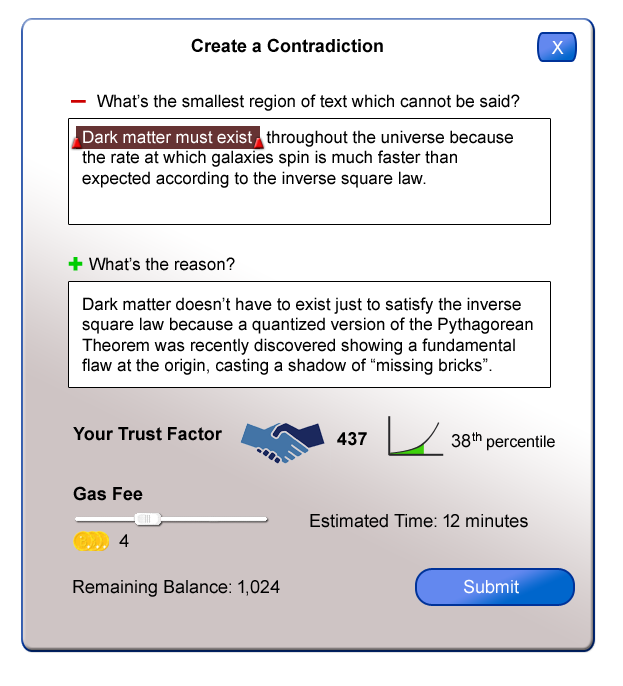 Create a Contradiction
X
What's the smallest region of text which cannot be said?
Dark matter must exist throughout the universe because
the rate at which galaxies spin is much faster than
expected according to the inverse square law.
What's the reason?
Dark matter doesn't have to exist just to satisfy the inverse
square law because a quantized version of the Pythagorean
Theorem was recently discovered showing a fundamental
flaw at the origin, casting a shadow of “missing bricks”.
Your Trust Factor 437 38th percentile
Gas Fee
Estimated Time: 12 minutes
4
Remaining Balance: 1,024 Submit